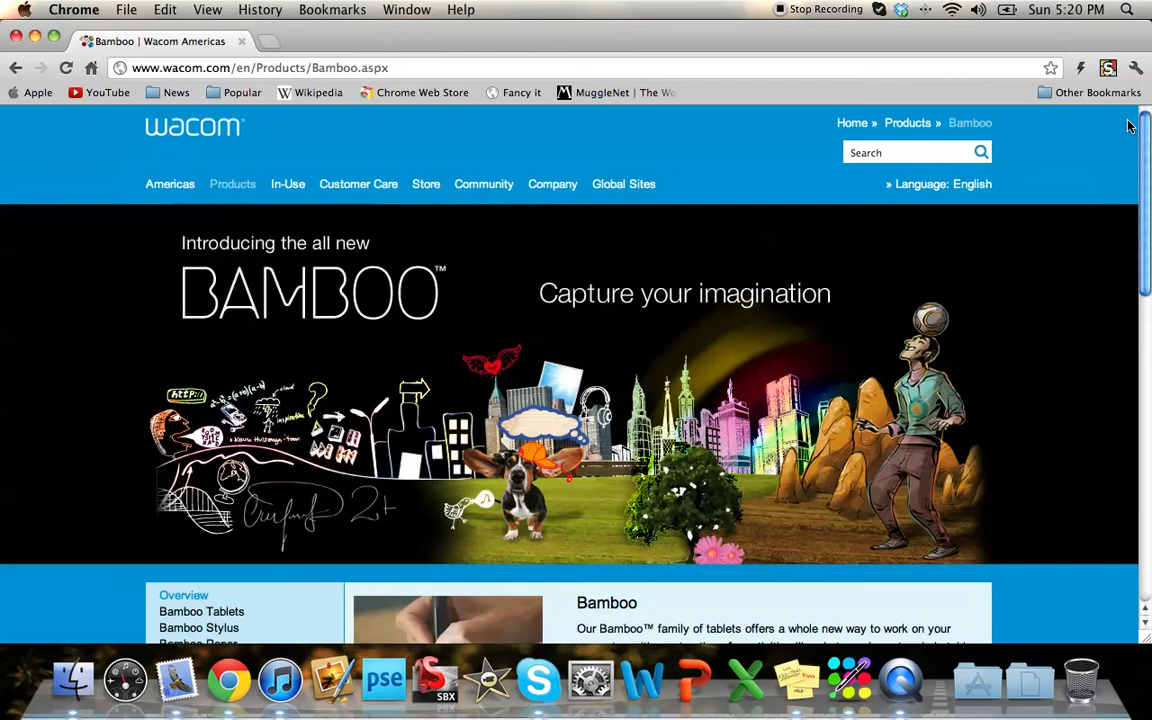 Chrome File Edit View History Bookmarks Window Help Stop Recording Sun 5:20 PM
Bamboo | Wacom Americas
www.wacom.com/en/Products/Bamboo.aspx
Apple YouTube News Popular Wikipedia Chrome Web Store Fancy it MuggleNet | The Wo Other Bookmarks
wacom
Home » Products » Bamboo
Search
Americas Products In-Use Customer Care Store Community Company Global Sites » Language: English
Introducing the all new
BAMBOO™
Capture your imagination
http://
2+
Overview
Bamboo Tablets
Bamboo Stylus
Bamboo
Our Bamboo™ family of tablets offers a whole new way to work on your
pse
SBX